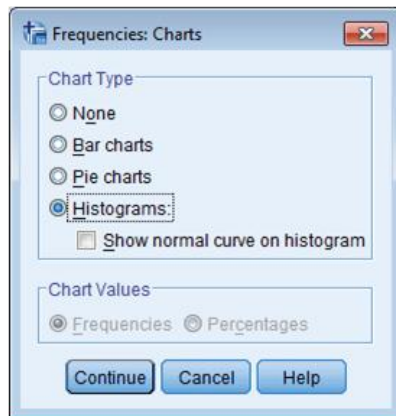 Frequencies: Charts
Chart Type
None
Bar charts
Pie charts
Histograms:
Show normal curve on histogram
Chart Values
Frequencies Percentages
Continue Cancel Help